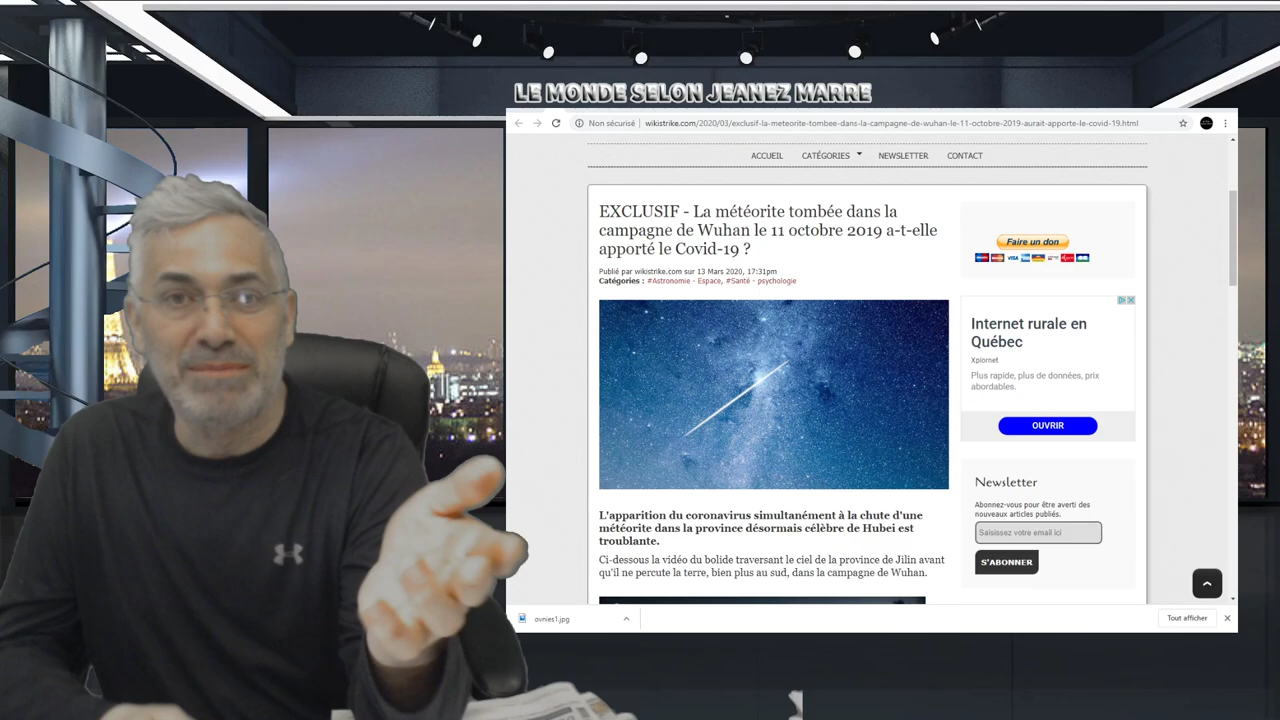 LE MONDE SELON JEANEZ MARRE
Non sécurisé | wikistrike.com/2020/03/exclusif-la-meteorite-tombee-dans-la-campagne-de-wuhan-le-11-octobre-2019-aurait-apporte-le-covid-19.html
ACCUEIL CATÉGORIES NEWSLETTER CONTACT
EXCLUSIF - La météorite tombée dans la
campagne de Wuhan le 11 octobre 2019 a-t-elle
apporté le Covid-19 ?
Publié par wikistrike.com sur 13 Mars 2020, 17:31pm
Catégories : #Astronomie - Espace, #Santé - psychologie
L'apparition du coronavirus simultanément à la chute d'une
météorite dans la province désormais célèbre de Hubei est
troublante.
Ci-dessous la vidéo du bolide traversant le ciel de la province de Jilin avant
qu'il ne percute la terre, bien plus au sud, dans la campagne de Wuhan.
Faire un don
VISA
Internet rurale en
Québec
Xplornet
Plus rapide, plus de données, prix
abordables.
OUVRIR
Newsletter
Abonnez-vous pour être averti des
nouveaux articles publiés.
Saisissez votre email ici
S'ABONNER
ovnies1.jpg
Tout afficher